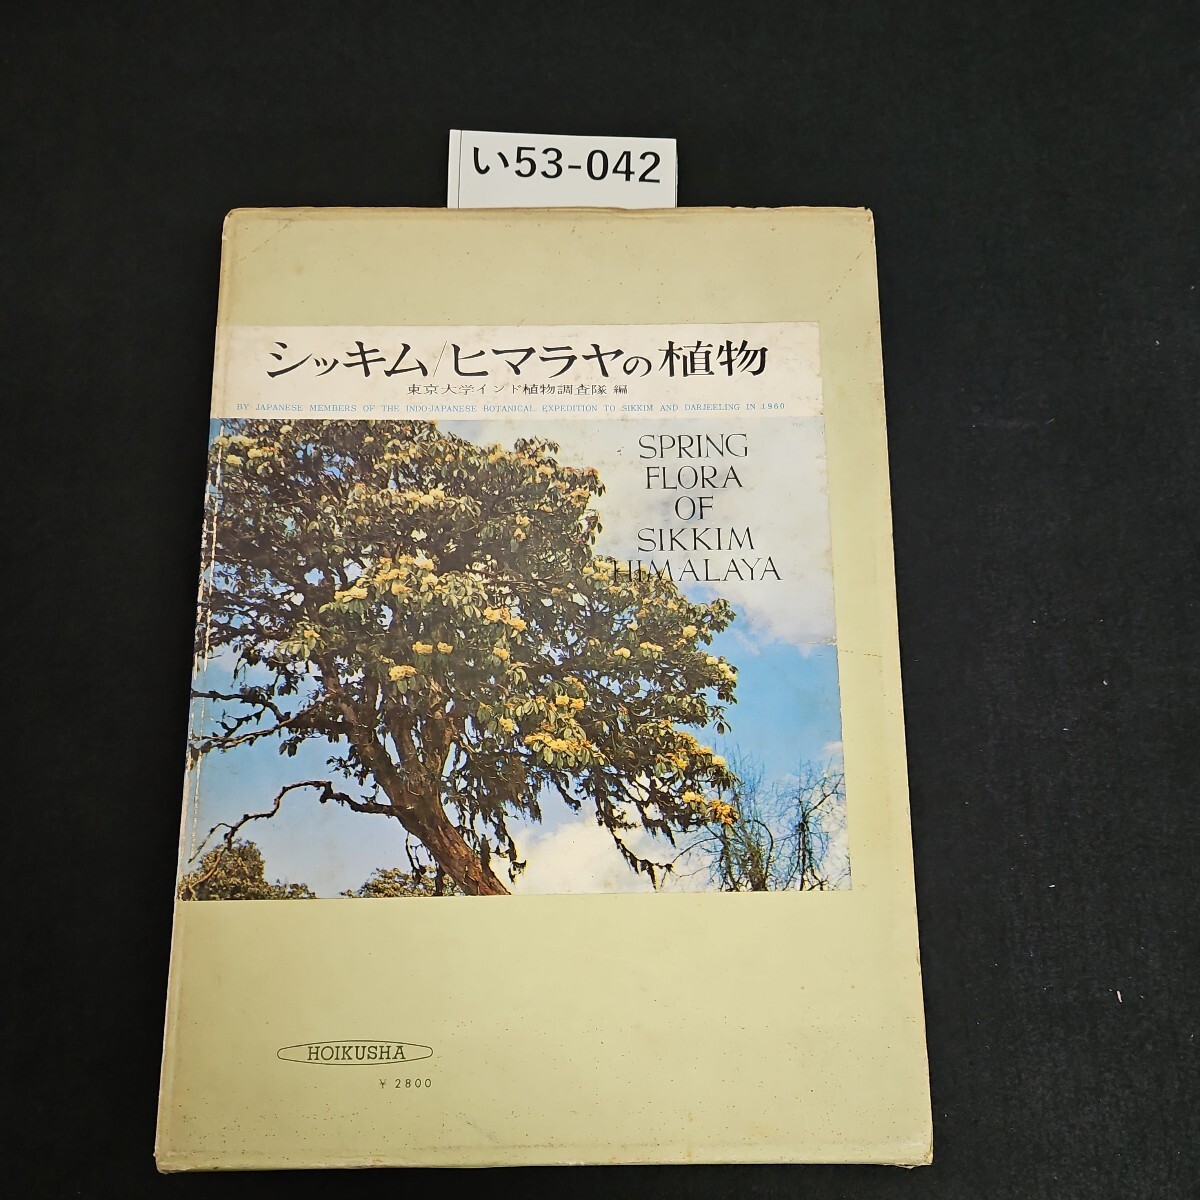 い53-042
シッキム/ヒマラヤの植物
東京大学インド植物調査隊 編
BY JAPANESE MEMBERS OF THE INDO-JAPANESE BOTANICAL EXPEDITION TO SIKKIM AND DARJEELING IN 1960
SPRING
FLORA
OF
SIKKIM
HIMALAYA
HOIKUSHA
¥ 2800